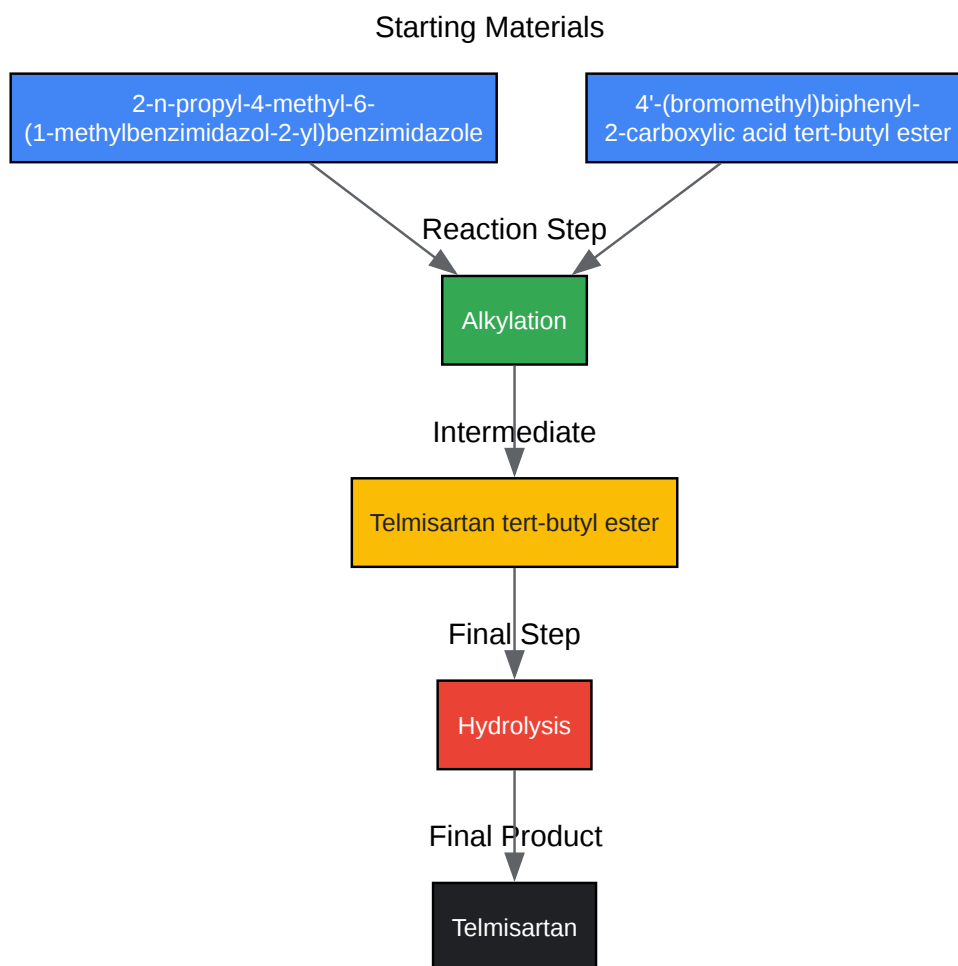 Starting Materials
2-n-propyl-4-methyl-6-
(1-methylbenzimidazol-2-yl)benzimidazole
4'-(bromomethyl)biphenyl-
2-carboxylic acid tert-butyl ester
Reaction Step
Alkylation
Intermediate
Telmisartan tert-butyl ester
Final Step
Hydrolysis
Final Product
Telmisartan